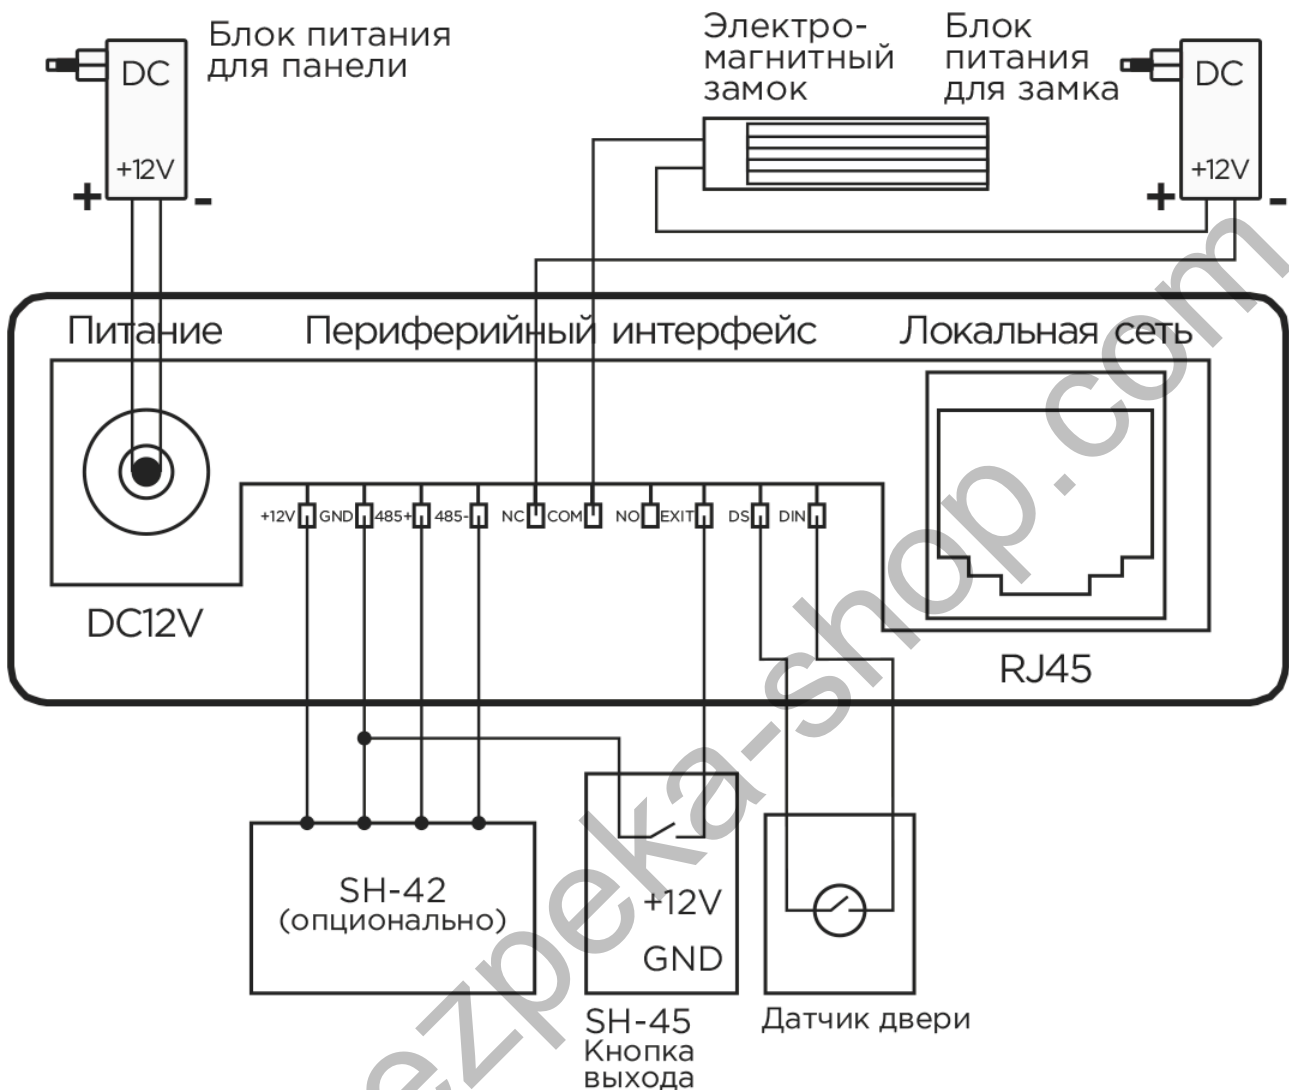 Блок питания
для панели
DC
+12V
+
-
Электро-
магнитный
замок
Блок
питания
для замка
DC
+12V
+
-
Питание
Периферийный интерфейс
Локальная сеть
+12V GND 485+ 485- NC COM NO EXIT DS DIN
DC12V
RJ45
SH-42
(опционально)
+12V
GND
SH-45
Кнопка
выхода
Датчик двери
ezpeka-shop.com